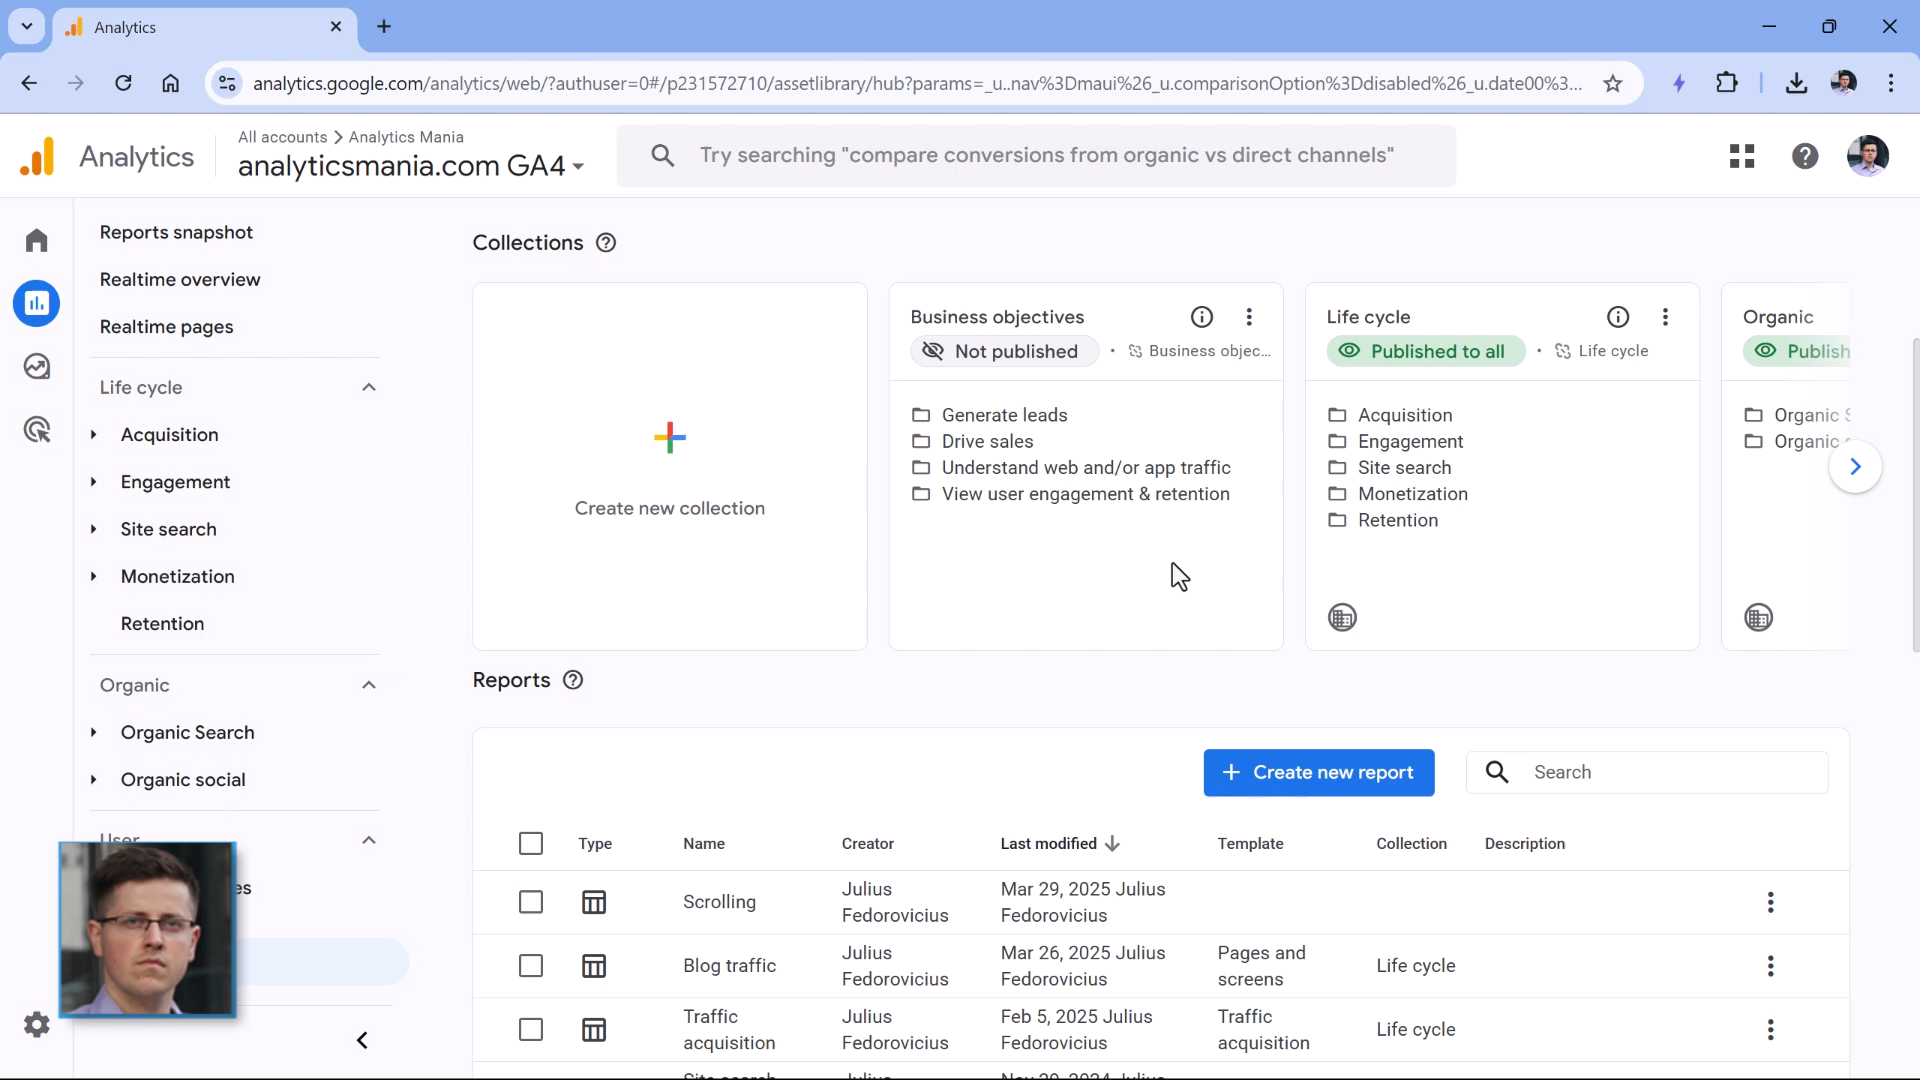 Analytics
analytics.google.com/analytics/web/?authuser=0#/p231572710/assetlibrary/hub?params=_u..nav%3Dmaui%26_u.comparisonOption%3Ddisabled%26_u.date00%3...
Analytics
All accounts > Analytics Mania
analyticsmania.com GA4
Try searching "compare conversions from organic vs direct channels"
Reports snapshot
Realtime overview
Realtime pages
Life cycle
Acquisition
Engagement
Site search
Monetization
Retention
Organic
Organic Search
Organic social
User
es
Collections
Create new collection
Business objectives
Not published · Business objec...
Generate leads
Drive sales
Understand web and/or app traffic
View user engagement & retention
Life cycle
Published to all · Life cycle
Acquisition
Engagement
Site search
Monetization
Retention
Organic
Publish
Organic S
Organic s
Reports
+ Create new report
Search
Type Name Creator Last modified Template Collection Description
Scrolling
Julius
Fedorovicius
Mar 29, 2025 Julius
Fedorovicius
Blog traffic
Julius
Fedorovicius
Mar 26, 2025 Julius
Fedorovicius
Pages and
screens
Life cycle
Traffic
acquisition
Julius
Fedorovicius
Feb 5, 2025 Julius
Fedorovicius
Traffic
acquisition
Life cycle